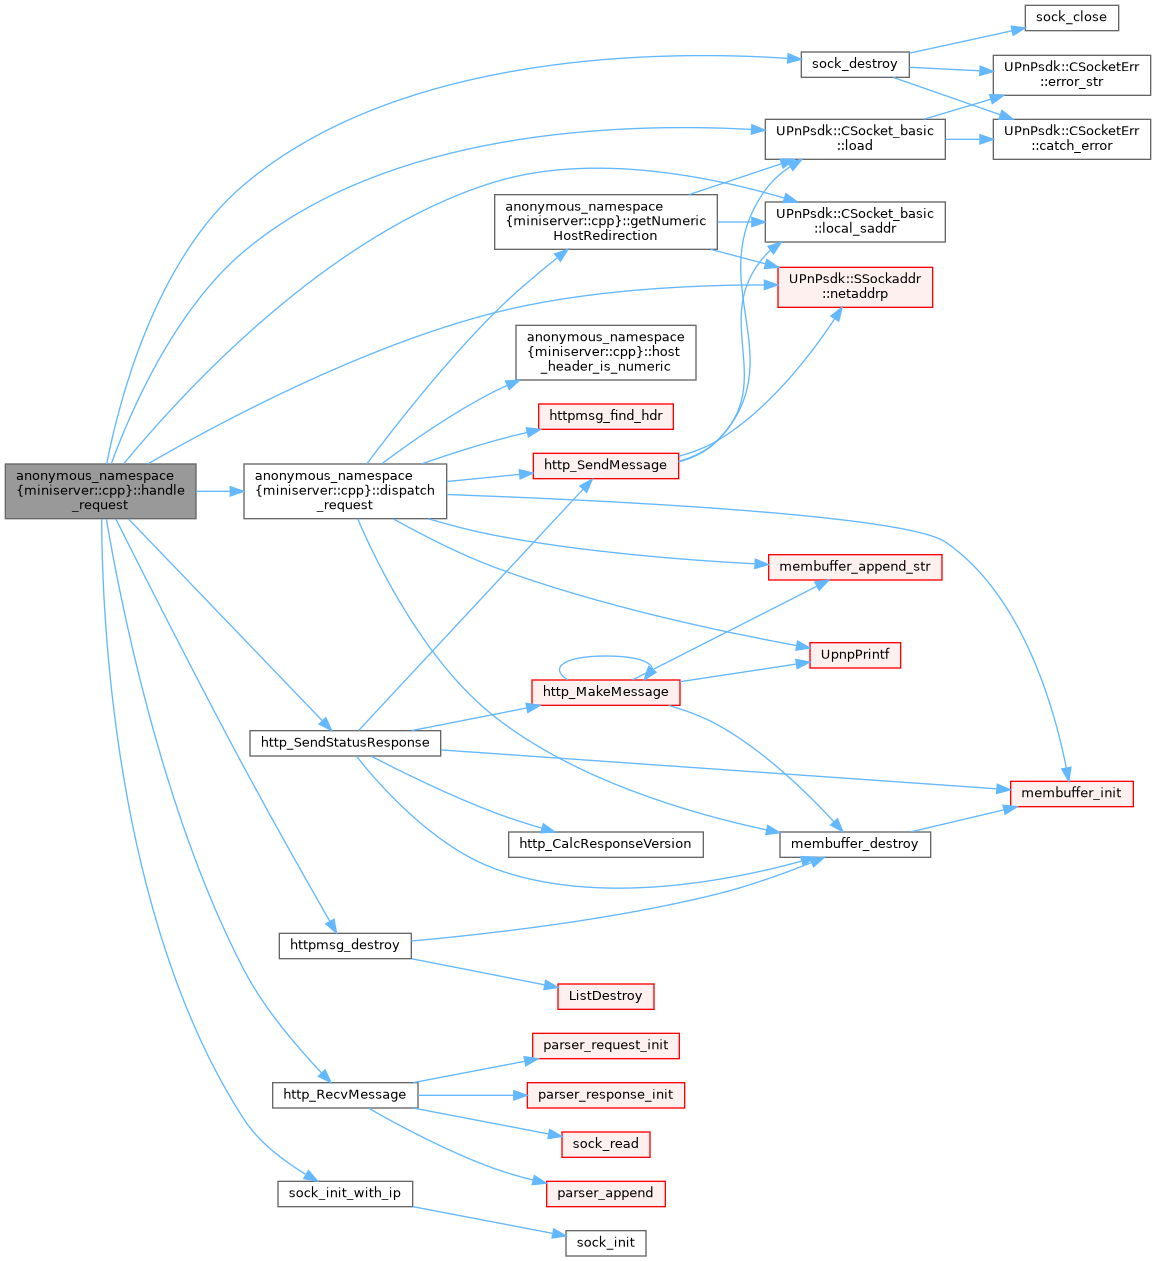 sock_close
sock_destroy
UPnPsdk::CSocketErr
::error_str
UPnPsdk::CSocket_basic
::load
UPnPsdk::CSocketErr
::catch_error
anonymous_namespace
{miniserver::cpp}::getNumeric
HostRedirection
UPnPsdk::CSocket_basic
::local_saddr
UPnPsdk::SSockaddr
::netaddrp
anonymous_namespace
{miniserver::cpp}::host
_header_is_numeric
httpmsg_find_hdr
http_SendMessage
anonymous_namespace
{miniserver::cpp}::handle
_request
anonymous_namespace
{miniserver::cpp}::dispatch
_request
membuffer_append_str
UpnpPrintf
http_MakeMessage
http_SendStatusResponse
membuffer_init
http_CalcResponseVersion
membuffer_destroy
httpmsg_destroy
ListDestroy
parser_request_init
http_RecvMessage
parser_response_init
sock_read
sock_init_with_ip
parser_append
sock_init